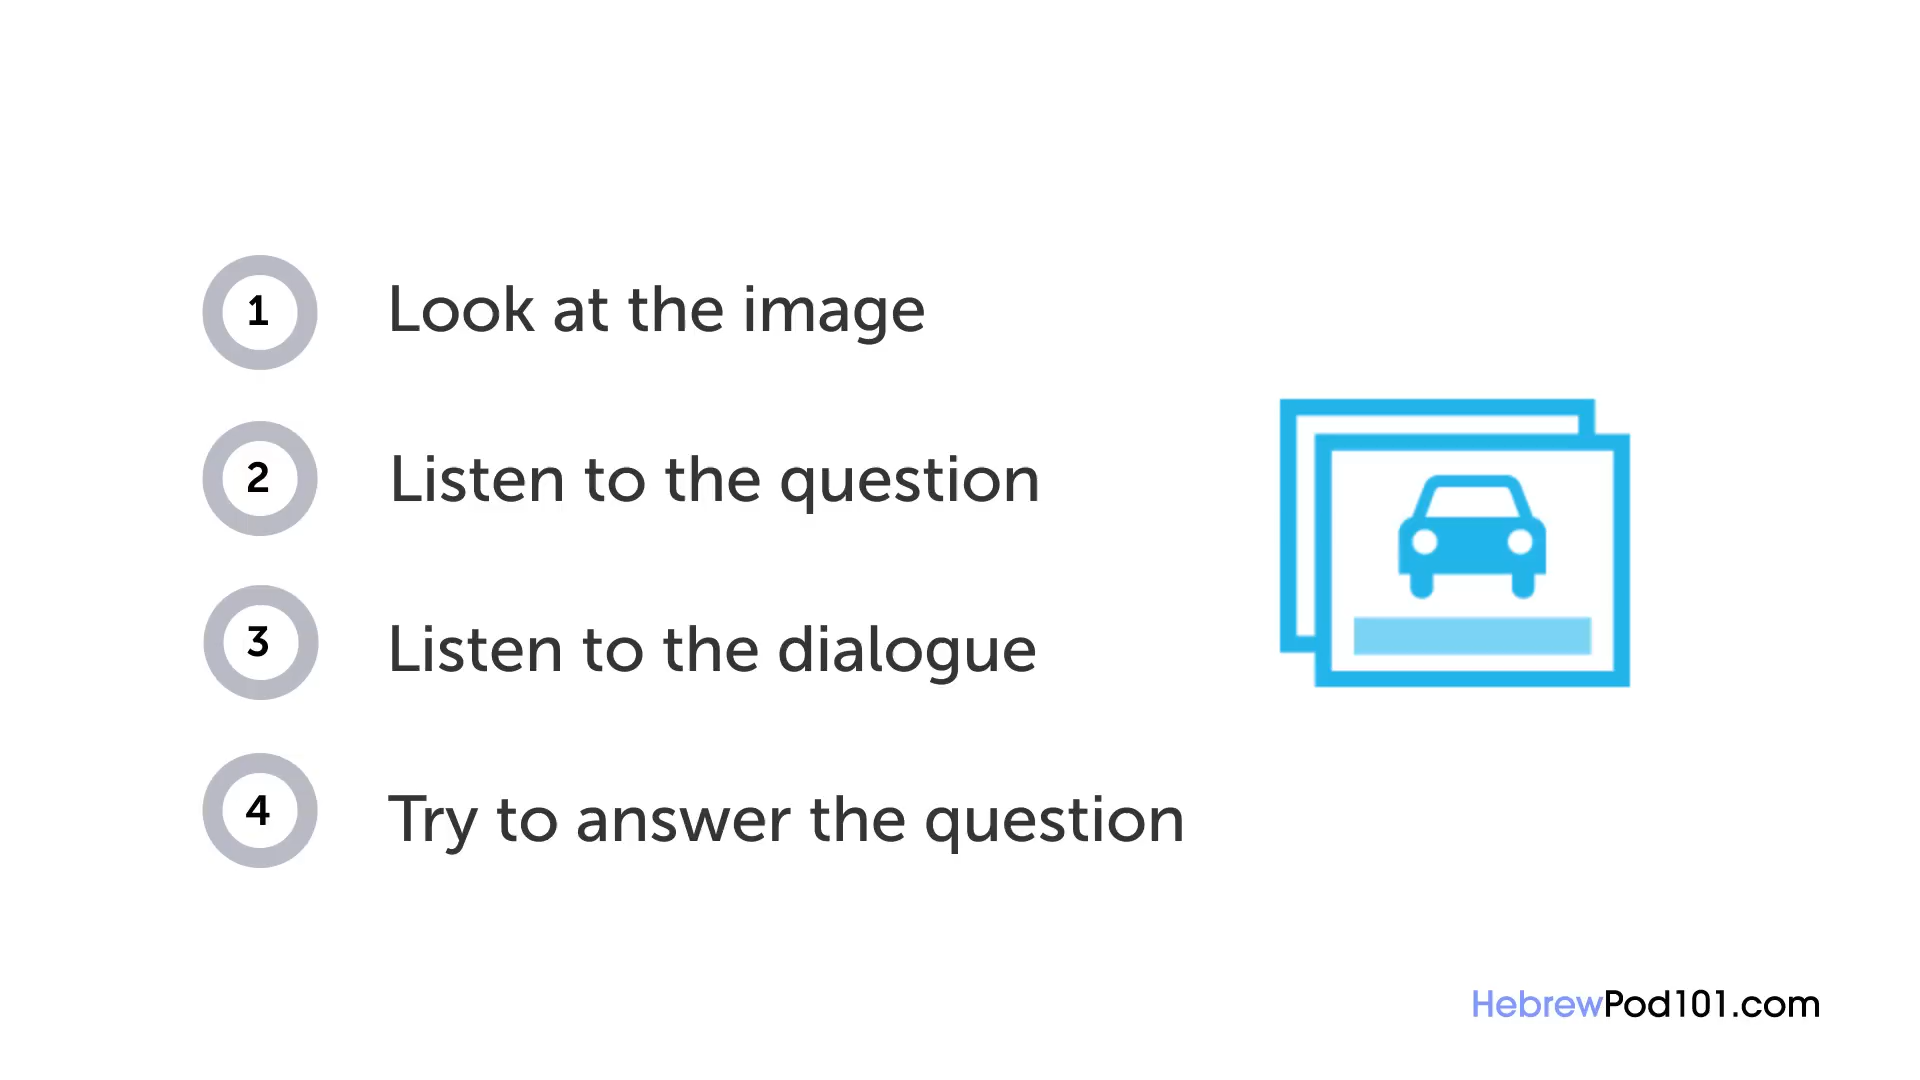 1 Look at the image
2 Listen to the question
3 Listen to the dialogue
4 Try to answer the question
HebrewPod101.com